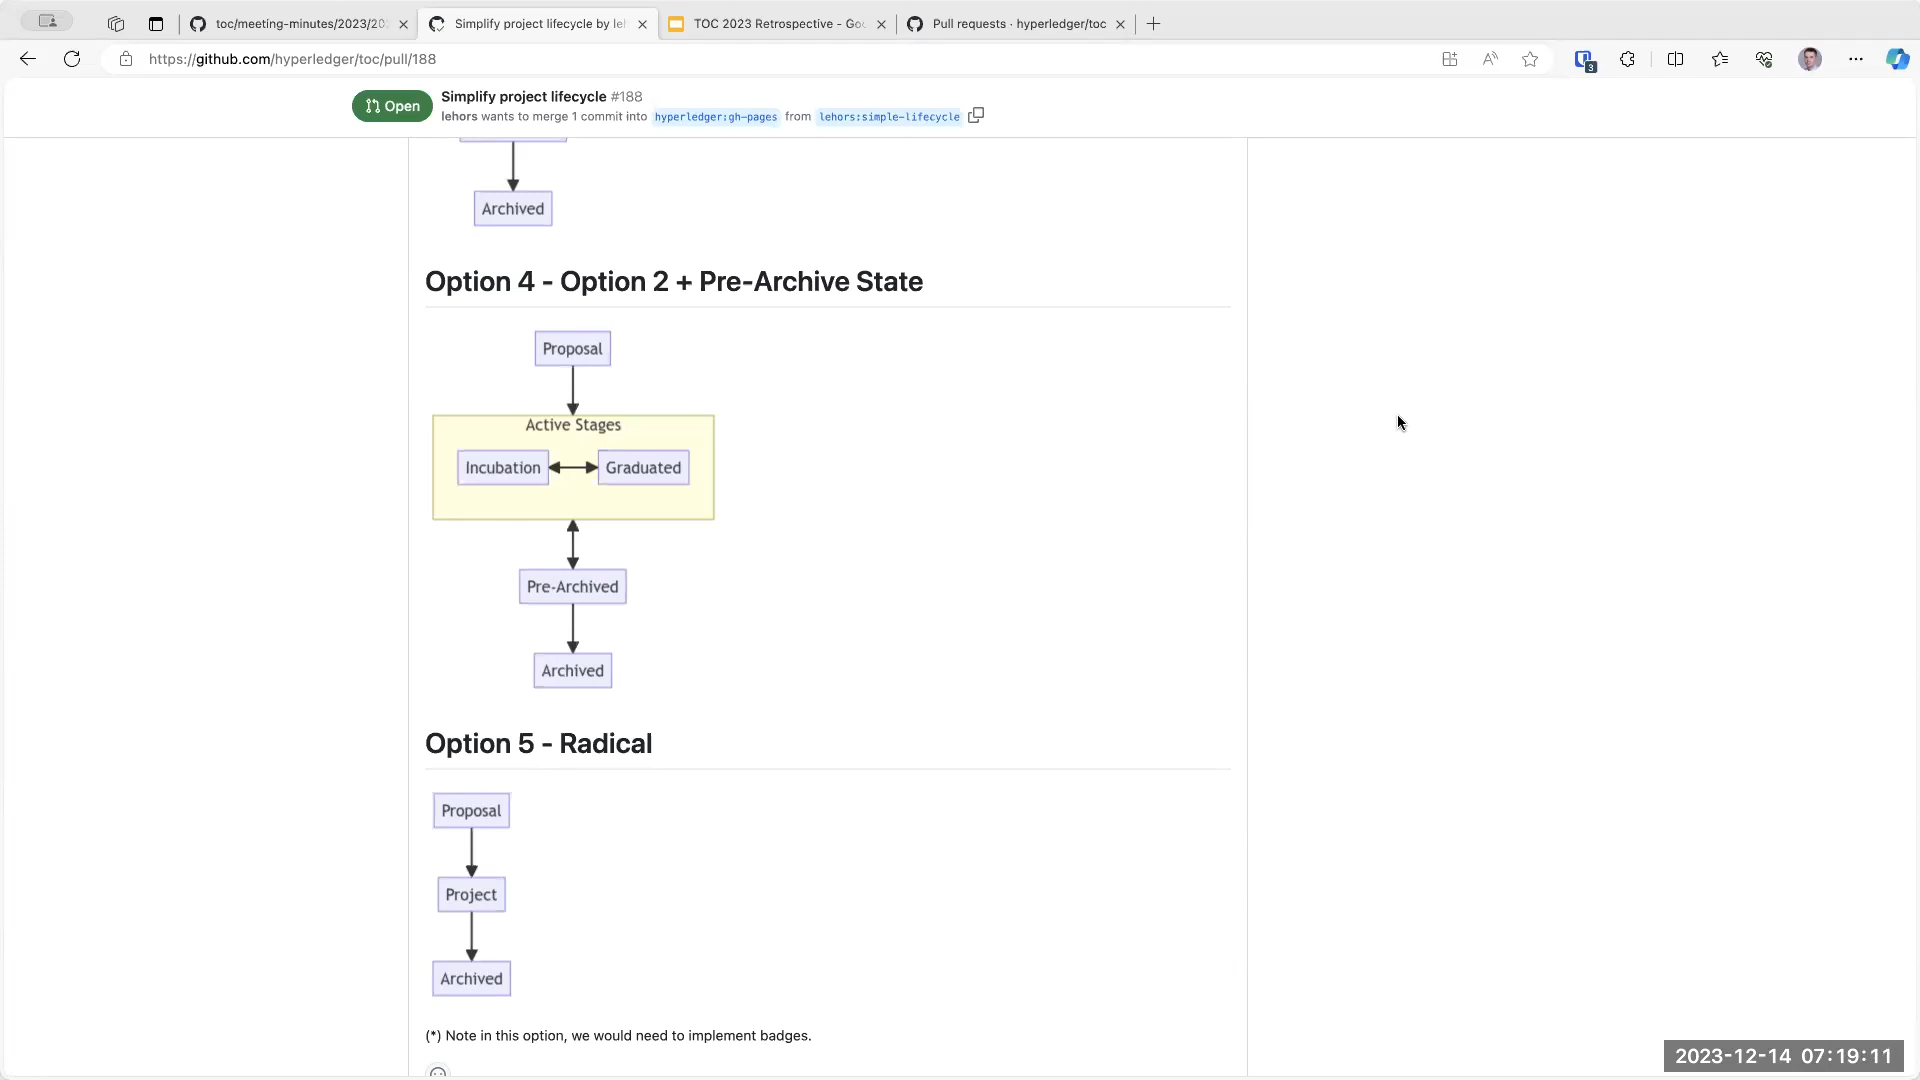 toc/meeting-minutes/2023/20
Simplify project lifecycle by leh
TOC 2023 Retrospective - Goo
Pull requests · hyperledger/toc
https://github.com/hyperledger/toc/pull/188
3
Open
Simplify project lifecycle #188
lehors wants to merge 1 commit into hyperledger:gh-pages from lehors:simple-lifecycle
Archived
Option 4 - Option 2 + Pre-Archive State
Proposal
Active Stages
Incubation
Graduated
Pre-Archived
Archived
Option 5 - Radical
Proposal
Project
Archived
(*) Note in this option, we would need to implement badges.
2023-12-14 07:19:11